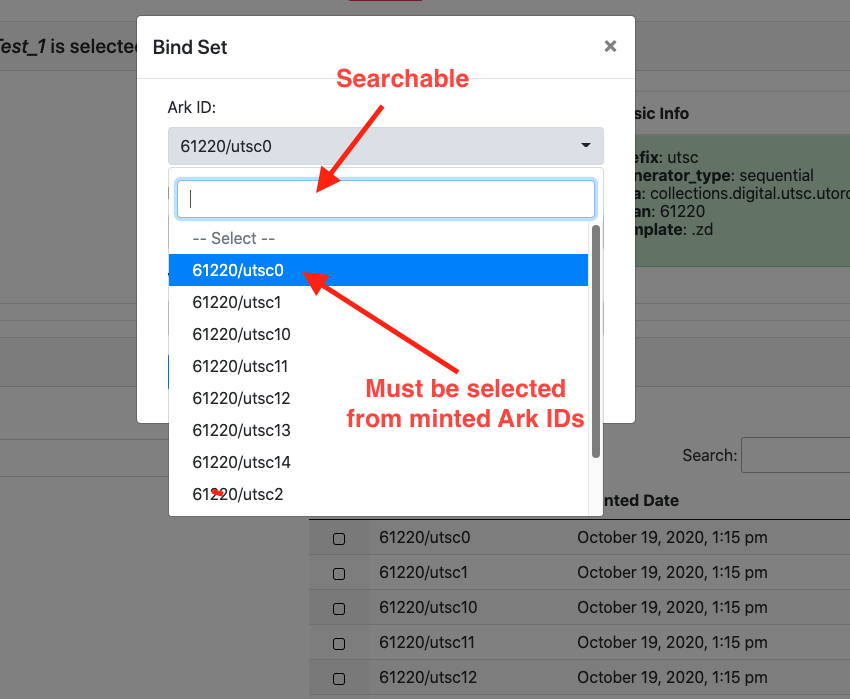 Test_1 is selected
Bind Set
×
Searchable
Ark ID:
61220/utsc0
-- Select --
61220/utsc0
61220/utsc1
61220/utsc10
61220/utsc11
61220/utsc12
61220/utsc13
61220/utsc14
61220/utsc2
Must be selected
from minted Ark IDs
sic Info
efix: utsc
nerator_type: sequential
a: collections.digital.utsc.utoro
an: 61220
mplate: .zd
Search:
nted Date
61220/utsc0 October 19, 2020, 1:15 pm
61220/utsc1 October 19, 2020, 1:15 pm
61220/utsc10 October 19, 2020, 1:15 pm
61220/utsc11 October 19, 2020, 1:15 pm
61220/utsc12 October 19, 2020, 1:15 pm